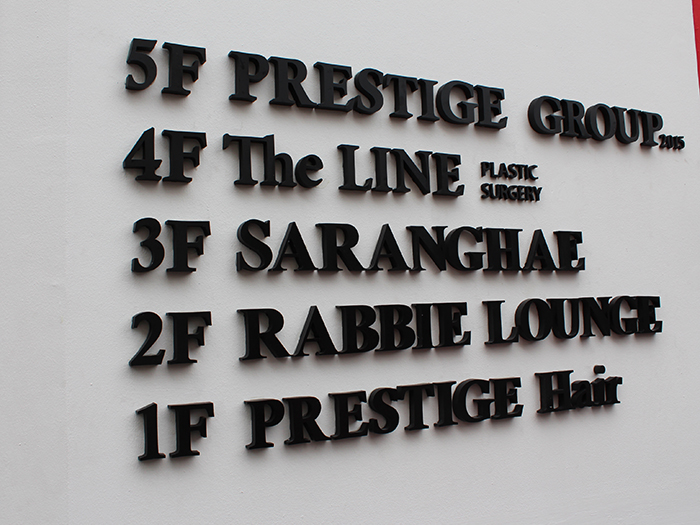 5F PRESTIGE GROUP 2015
4F The LINE PLASTIC SURGERY
3F SARANGHAE
2F RABBIE LOUNGE
1F PRESTIGE Hair